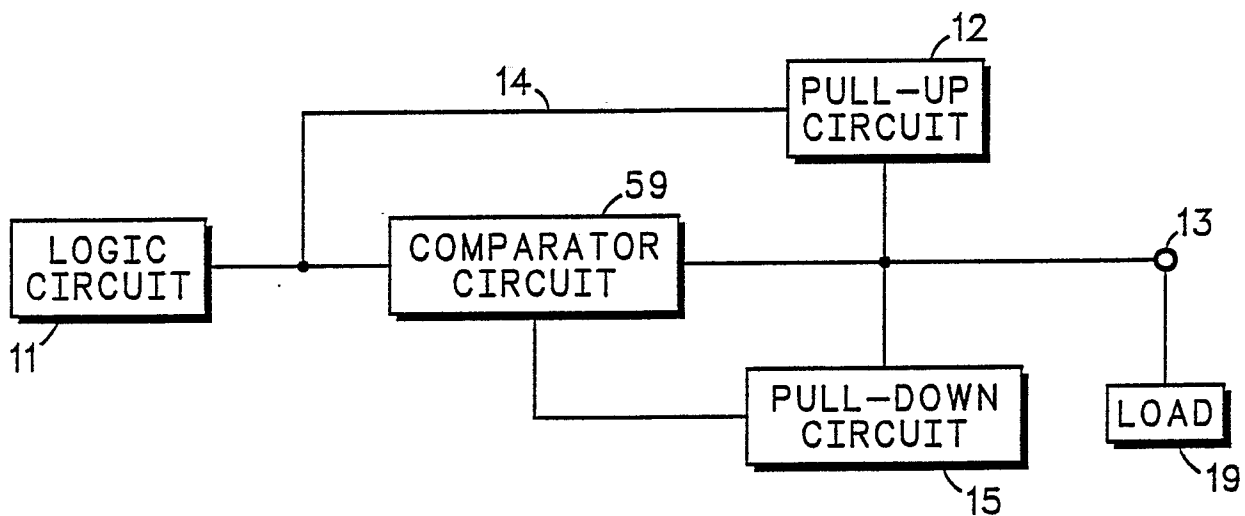 12
14
PULL-UP
CIRCUIT
59
13
LOGIC
CIRCUIT
COMPARATOR
CIRCUIT
11
PULL-DOWN
CIRCUIT
LOAD
15
19